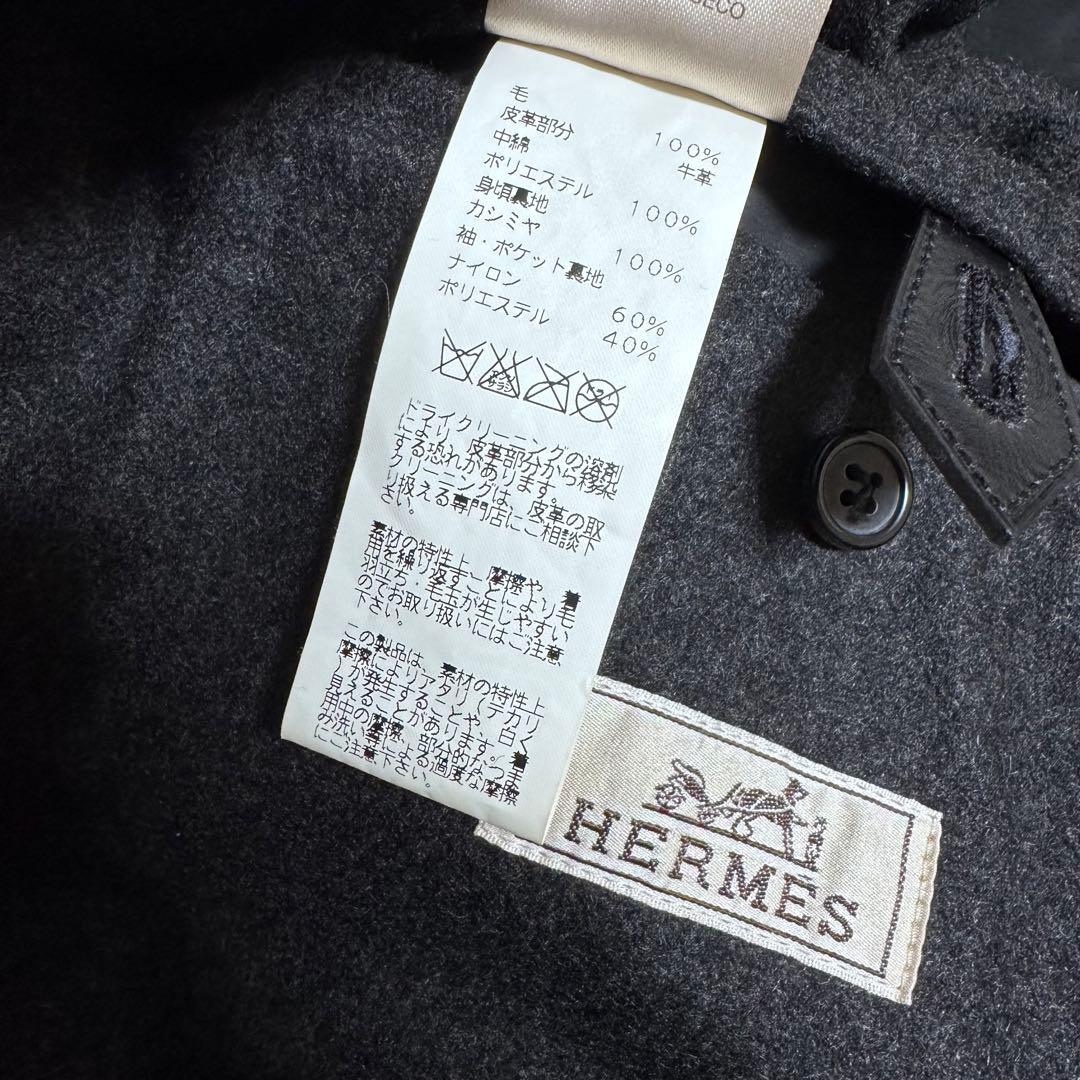 SECO
毛 100%
皮革部分 牛革
中綿
ポリエステル 100%
身頃裏地
カシミヤ 100%
袖・ポケット裏地
ナイロン 60%
ポリエステル 40%
ドライクリーニングの溶剤
により、皮革部分から移染
する恐れがあります。
クリーニングは、皮革の取
り扱える専門店にご相談下
さい。
素材の特性上、摩擦や、着
用を繰り返すことにより毛
羽立ち・毛玉が生じやすい
のでお取り扱いにはご注意
下さい。
この製品は、素材の特性上
摩擦によりアタリ(テカリ
)が発生することや、白く
見えることがあります。着
用中の摩擦、部分的なつま
み洗い等による過度な摩擦
にご注意下さい。
HERMES